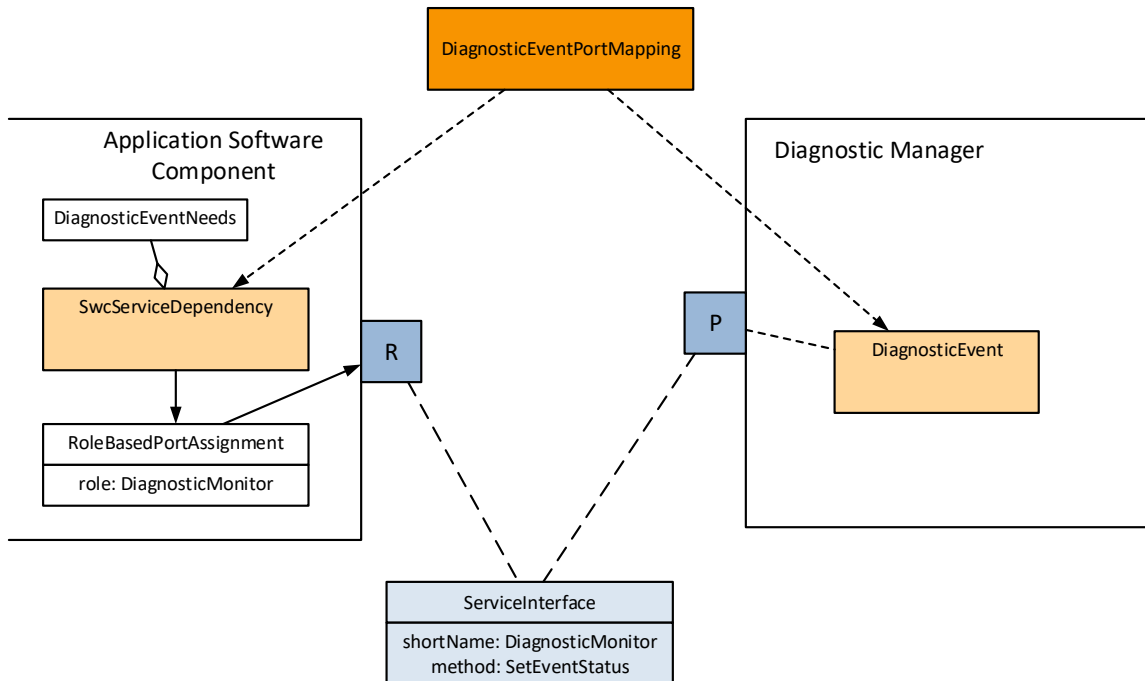 DiagnosticEventPortMapping
Application Software
Component
Diagnostic Manager
DiagnosticEventNeeds
SwcServiceDependency
R
P
DiagnosticEvent
RoleBasedPortAssignment
role: DiagnosticMonitor
ServiceInterface
shortName: DiagnosticMonitor
method: SetEventStatus